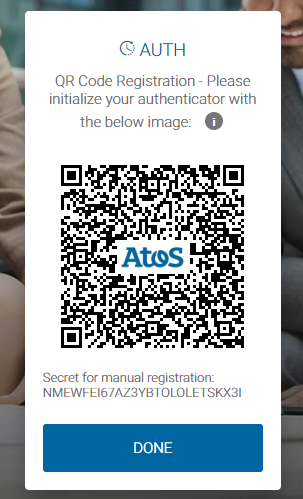 AUTH
QR Code Registration - Please
initialize your authenticator with
the below image: i
Atos
Secret for manual registration:
NMEWFEI67AZ3YBTOLOLETSKX3I
DONE